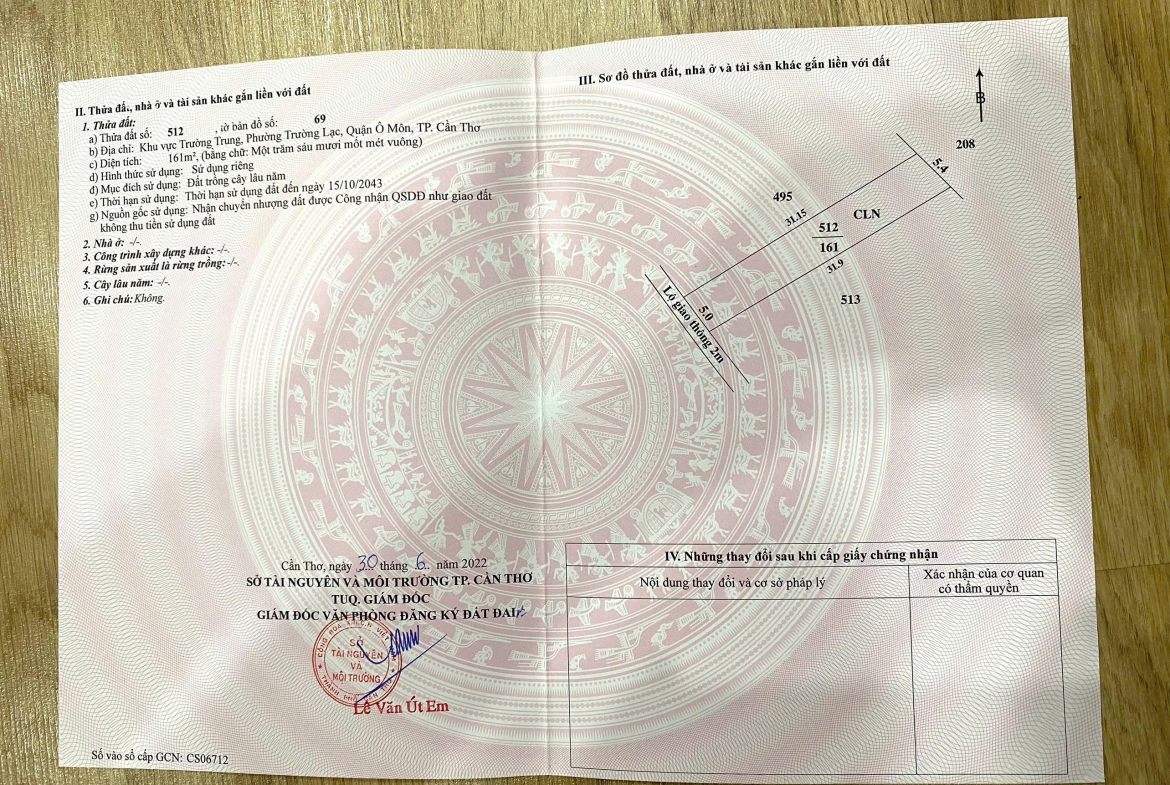 II. Thửa đất, nhà ở và tài sản khác gắn liền với đất
1. Thửa đất:
a) Thửa đất số: 512 , tờ bản đồ số: 69
b) Địa chỉ: Khu vực Trường Trung, Phường Trường Lạc, Quận Ô Môn, TP. Cần Thơ
c) Diện tích: 161m², (bằng chữ: Một trăm sáu mươi mốt mét vuông)
d) Hình thức sử dụng: Sử dụng riêng
đ) Mục đích sử dụng: Đất trồng cây lâu năm
e) Thời hạn sử dụng: Thời hạn sử dụng đất đến ngày 15/10/2043
g) Nguồn gốc sử dụng: Nhận chuyển nhượng đất được Công nhận QSDĐ như giao đất
không thu tiền sử dụng đất
2. Nhà ở: -/-.
3. Công trình xây dựng khác: -/-.
4. Rừng sản xuất là rừng trồng: -/-.
5. Cây lâu năm: -/-.
6. Ghi chú: Không.
Cần Thơ, ngày 30 tháng 6 năm 2022
SỞ TÀI NGUYÊN VÀ MÔI TRƯỜNG TP. CẦN THƠ
TUQ. GIÁM ĐỐC
GIÁM ĐỐC VĂN PHÒNG ĐĂNG KÝ ĐẤT ĐAI
SỞ
TÀI NGUYÊN
VÀ
MÔI TRƯỜNG
Lê Văn Út Em
Số vào sổ cấp GCN: CS06712
III. Sơ đồ thửa đất, nhà ở và tài sản khác gắn liền với đất
B
208
5.4
495
31.15
CLN
512
161
31.9
513
5.0
Lộ giao thông 2m
IV. Những thay đổi sau khi cấp giấy chứng nhận
Nội dung thay đổi và cơ sở pháp lý
Xác nhận của cơ quan
có thẩm quyền